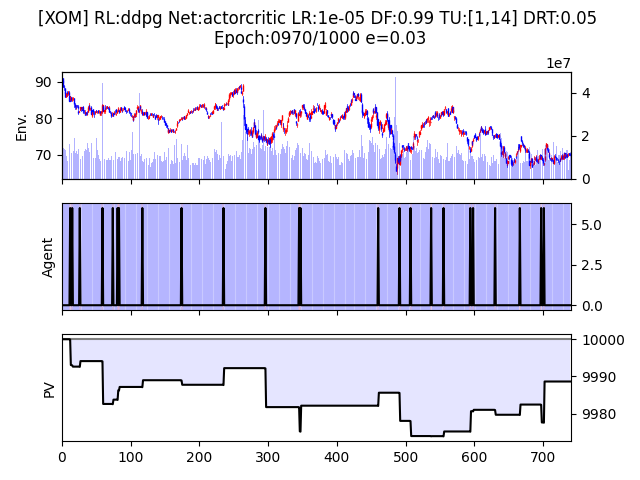 [XOM] RL:ddpg Net:actorcritic LR:1e-05 DF:0.99 TU:[1,14] DRT:0.05
Epoch:0970/1000 e=0.03
1e7
90
80
70
Env.
4
2
0
Agent
5.0
2.5
0.0
PV
10000
9990
9980
0 100 200 300 400 500 600 700